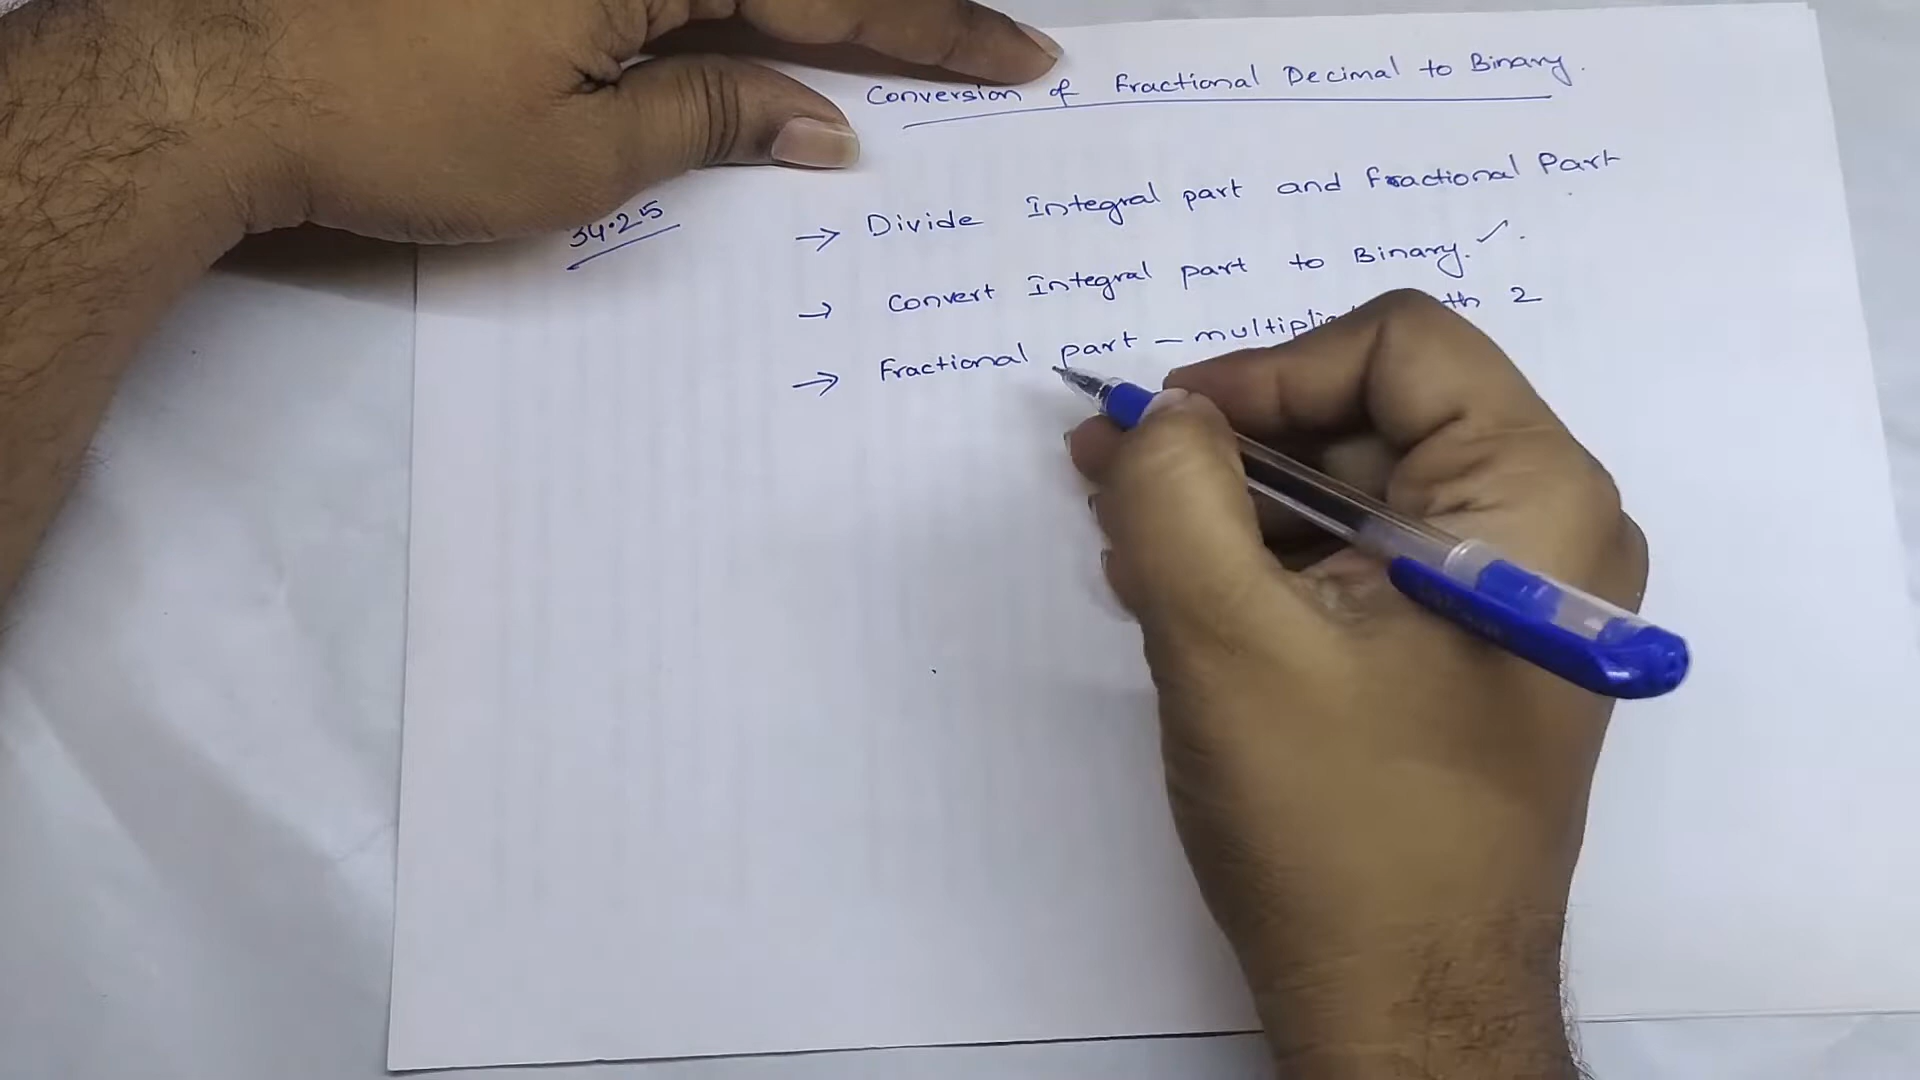 Conversion of Fractional Decimal to Binary.
34.25
→ Divide Integral part and Fractional Part
→ Convert Integral part to Binary. ✓.
→ Fractional part – 2